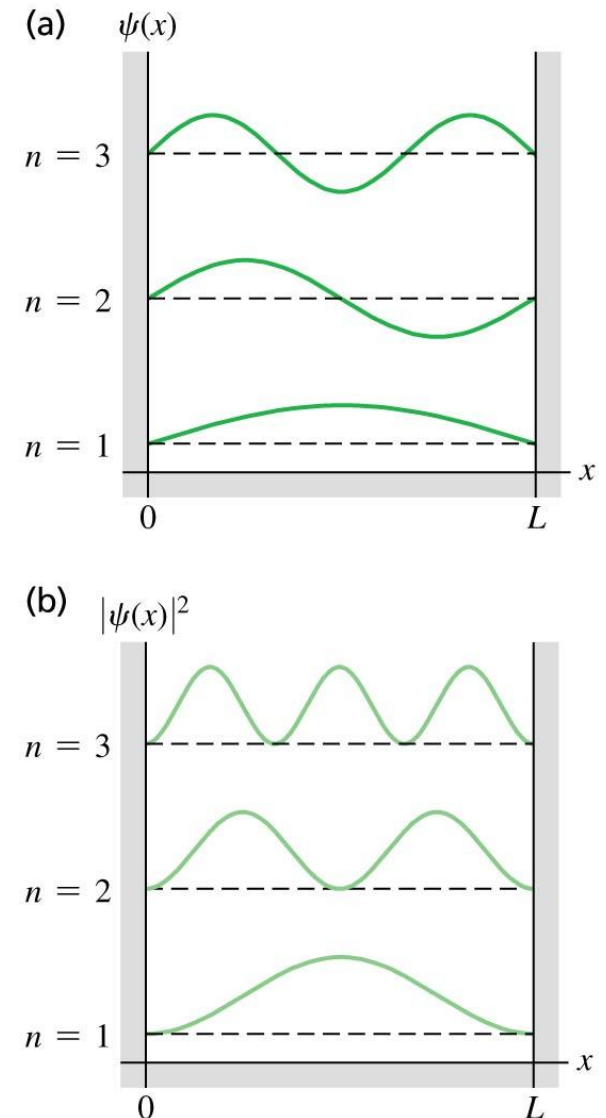 (a) ψ(x)
n = 3
n = 2
n = 1
x
0 L
(b) |ψ(x)|²
n = 3
n = 2
n = 1
x
0 L